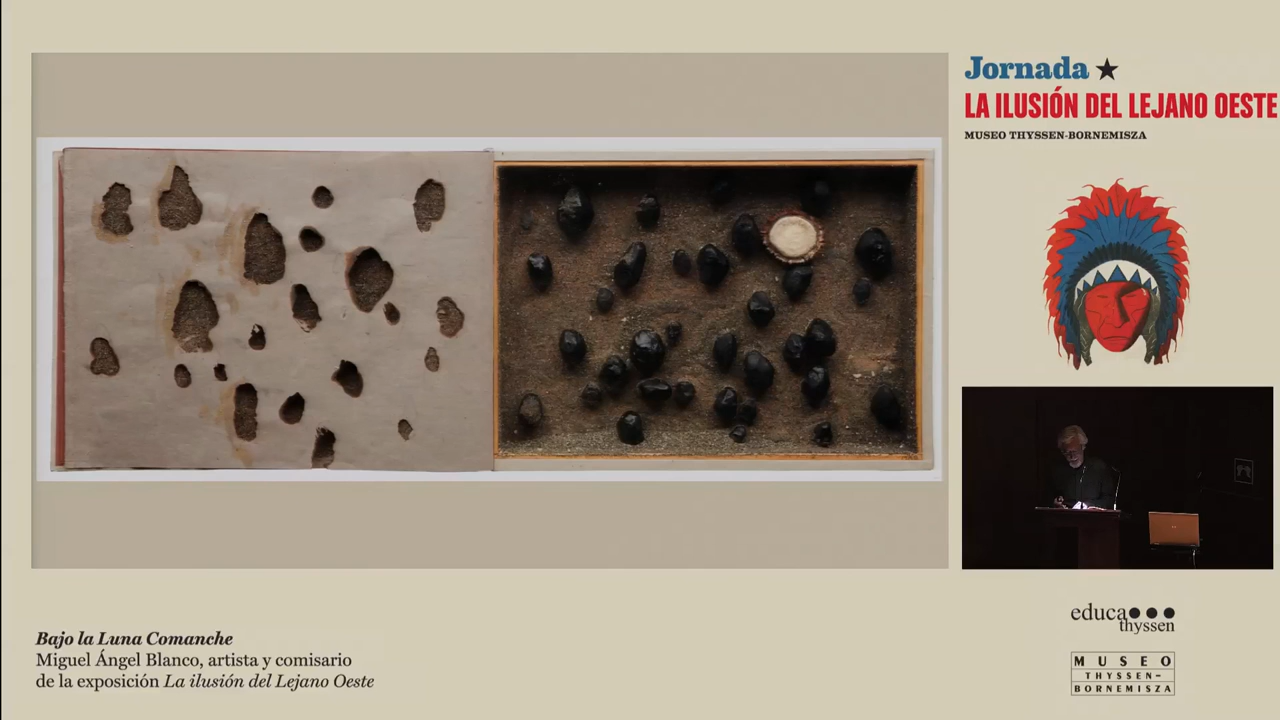 Jornada ★
LA ILUSIÓN DEL LEJANO OESTE
MUSEO THYSSEN-BORNEMISZA
Bajo la Luna Comanche
Miguel Ángel Blanco, artista y comisario
de la exposición La ilusión del Lejano Oeste
educa
thyssen
MUSEO
THYSSEN-
BORNEMISZA